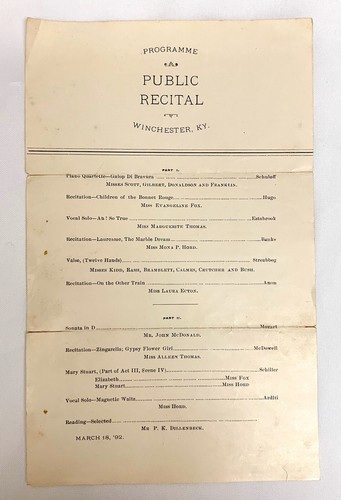 PROGRAMME
PUBLIC
RECITAL
WINCHESTER, KY.
PART I.
Piano Quartette—Galop Di Bravura Schulhoff
MISSES SCOTT, GILBERT, DONALDSON AND FRANKLIN.
Recitation—Children of the Bonnet Rouge Hugo
MISS EVANGELINE FOX.
Vocal Solo—Ah! So True Estabrook
MISS MARGUERITE THOMAS.
Recitation—Laureame, The Marble Dream Banks
MISS MONA P. HORD.
Valse, (Twelve Hands) Streabbog
MISSES KIDD, RASH, BRAMBLETT, CALMES, CRUTCHER AND BUSH.
Recitation—On the Other Train Anon
MISS LAURA ECTON.
PART II.
Sonata in D Mozart
MR. JOHN MCDONALD.
Recitation—Zingarella; Gypsy Flower Girl McDowell
MISS ALLEEN THOMAS.
Mary Stuart, (Part of Act III, Scene IV) Schiller
Elizabeth MISS FOX
Mary Stuart MISS HORD
Vocal Solo—Magnetic Waltz Arditi
MISS HORD.
Reading—Selected
MR. P. K. DILLENBECK.
MARCH 18, '92.